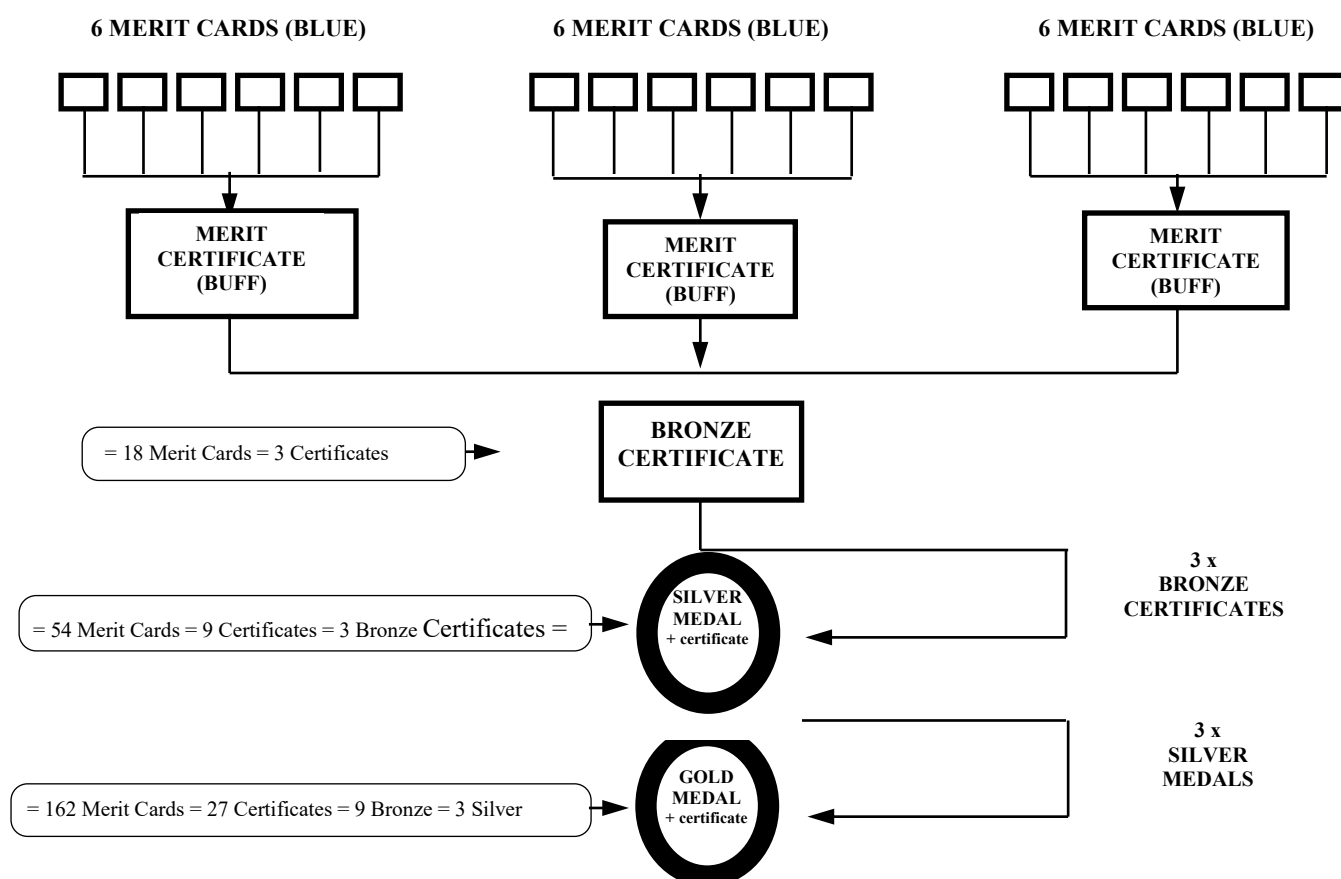 6 MERIT CARDS (BLUE)
6 MERIT CARDS (BLUE)
6 MERIT CARDS (BLUE)
MERIT
CERTIFICATE
(BUFF)
MERIT
CERTIFICATE
(BUFF)
MERIT
CERTIFICATE
(BUFF)
= 18 Merit Cards = 3 Certificates
BRONZE
CERTIFICATE
3 x
BRONZE
CERTIFICATES
= 54 Merit Cards = 9 Certificates = 3 Bronze Certificates =
SILVER
MEDAL
+ certificate
3 x
SILVER
MEDALS
= 162 Merit Cards = 27 Certificates = 9 Bronze = 3 Silver
GOLD
MEDAL
+ certificate